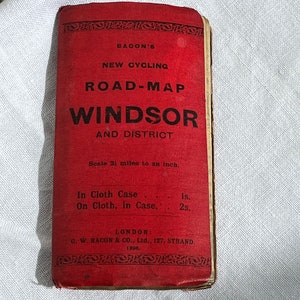 BACON'S
NEW CYCLING
ROAD-MAP
WINDSOR
AND DISTRICT
Scale 3½ miles to an inch.
In Cloth Case . . . . 1s.
On Cloth, in Case, . 2s.
LONDON:
G. W. BACON & CO., Ltd., 127, STRAND.